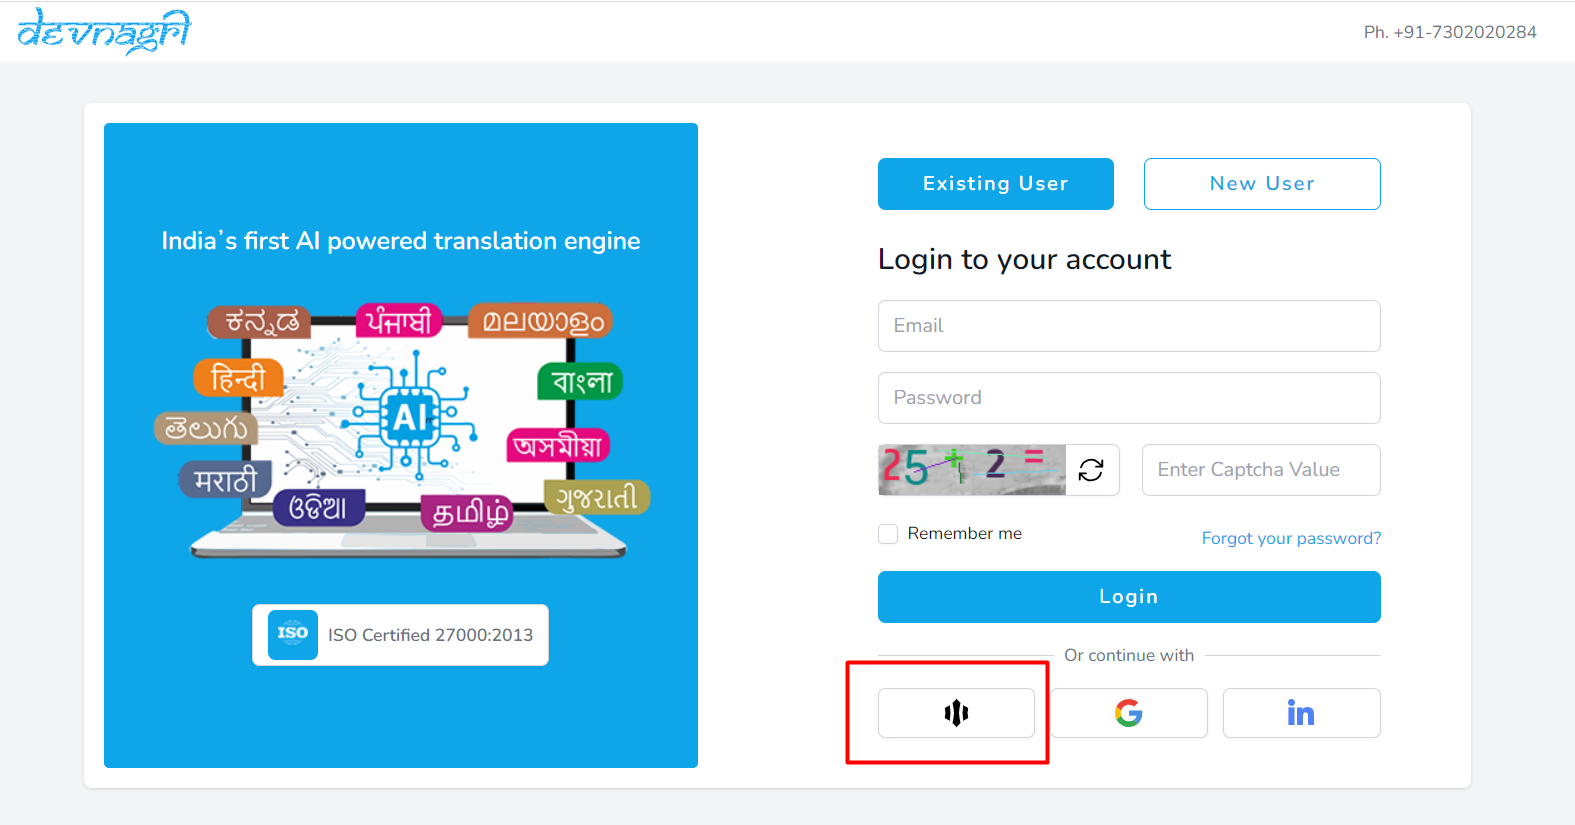 devnagri
Ph. +91-7302020284
India's first AI powered translation engine
ಕನ್ನಡ
ਪੰਜਾਬੀ
മലയാളം
हिन्दी
বাংলা
తెలుగు
AI
অসমীয়া
मराठी
ଓଡ଼ିଆ
தமிழ்
ગુજરાતી
ISO
ISO Certified 27000:2013
Existing User
New User
Login to your account
Email
Password
25 + 2 =
Enter Captcha Value
Remember me
Forgot your password?
Login
Or continue with
in